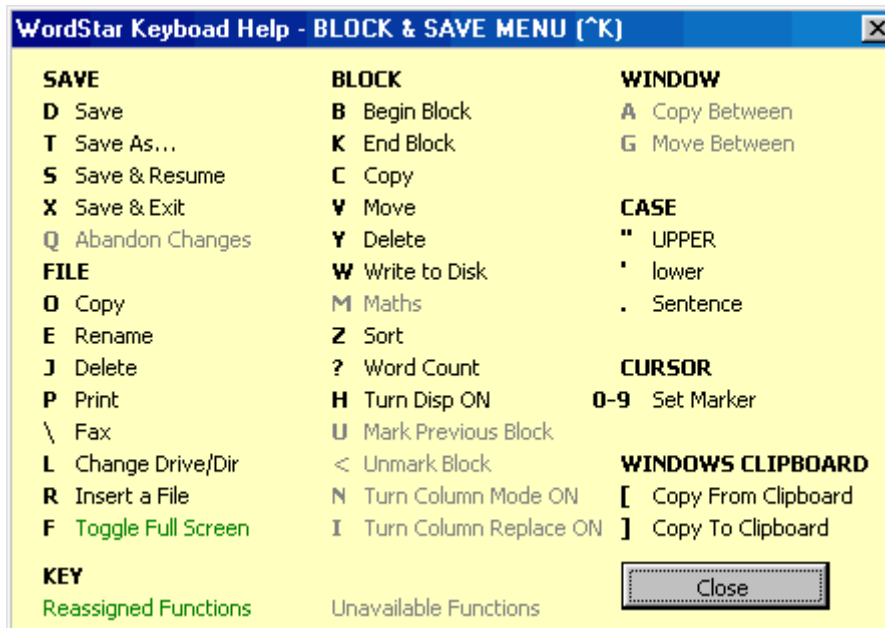 WordStar Keyboad Help - BLOCK & SAVE MENU (^K)
SAVE
D Save
T Save As...
S Save & Resume
X Save & Exit
Q Abandon Changes
FILE
O Copy
E Rename
J Delete
P Print
\ Fax
L Change Drive/Dir
R Insert a File
F Toggle Full Screen
BLOCK
B Begin Block
K End Block
C Copy
V Move
Y Delete
W Write to Disk
M Maths
Z Sort
? Word Count
H Turn Disp ON
U Mark Previous Block
< Unmark Block
N Turn Column Mode ON
I Turn Column Replace ON
WINDOW
A Copy Between
G Move Between
CASE
" UPPER
' lower
. Sentence
CURSOR
0-9 Set Marker
WINDOWS CLIPBOARD
[ Copy From Clipboard
] Copy To Clipboard
KEY
Reassigned Functions
Unavailable Functions
Close